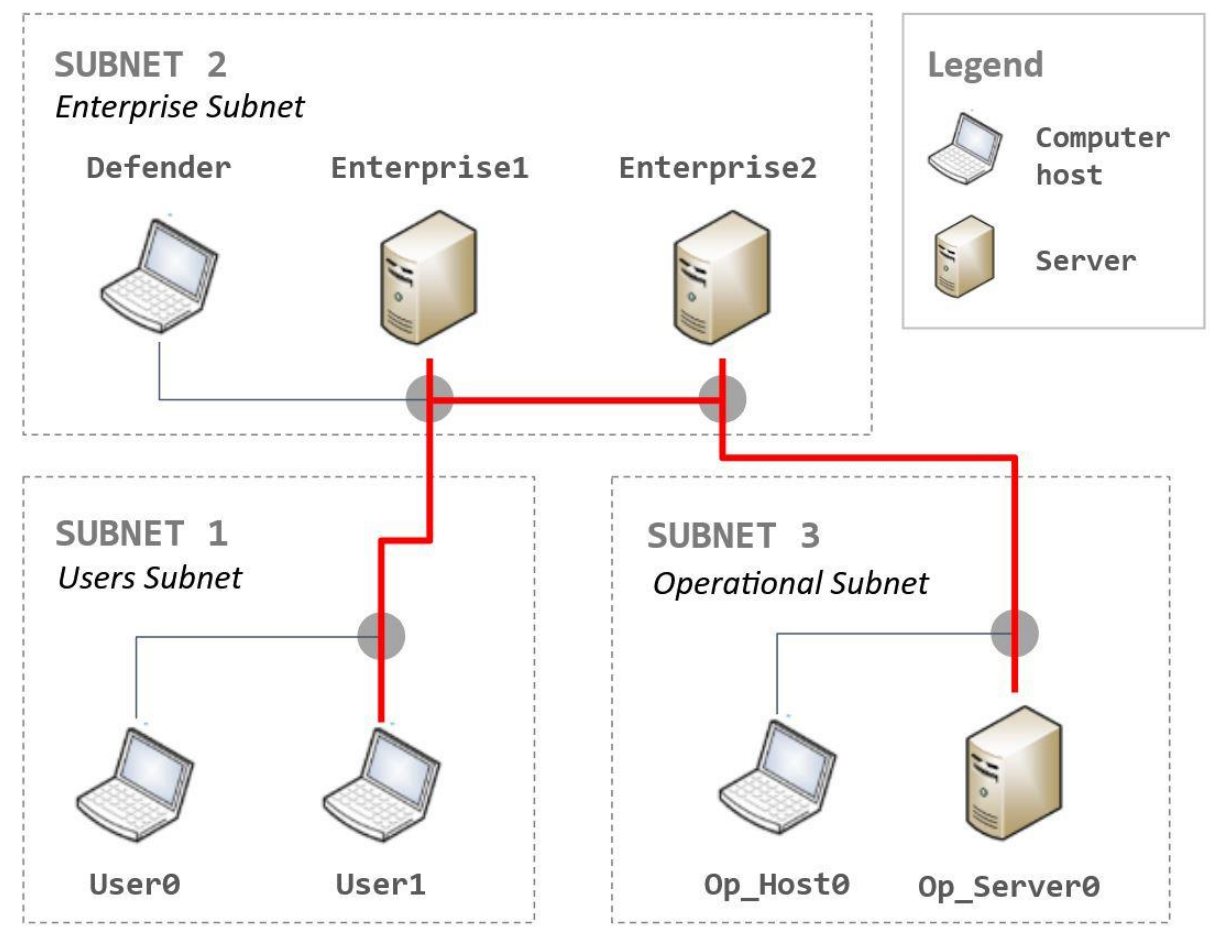 SUBNET 2
Enterprise Subnet
Defender
Enterprise1
Enterprise2
Legend
Computer
host
Server
SUBNET 1
Users Subnet
User0
User1
SUBNET 3
Operational Subnet
Op_Host0
Op_Server0